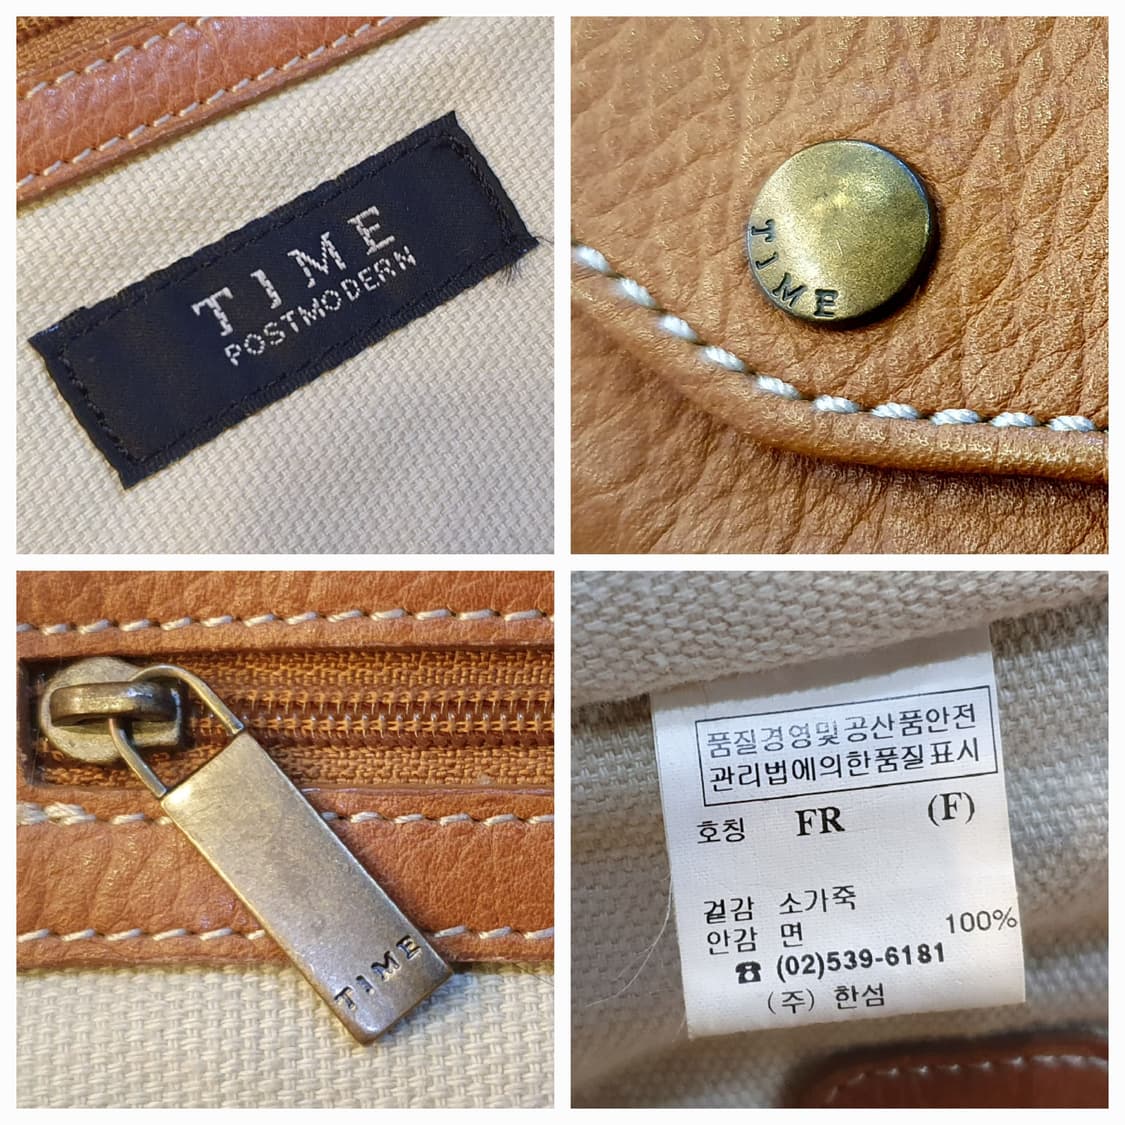 TIME
POSTMODERN
TIME
TIME
품질경영및공산품안전
관리법에의한품질표시
호칭 FR (F)
겉감 소가죽
안감 면 100%
☎ (02)539-6181
(주) 한섬